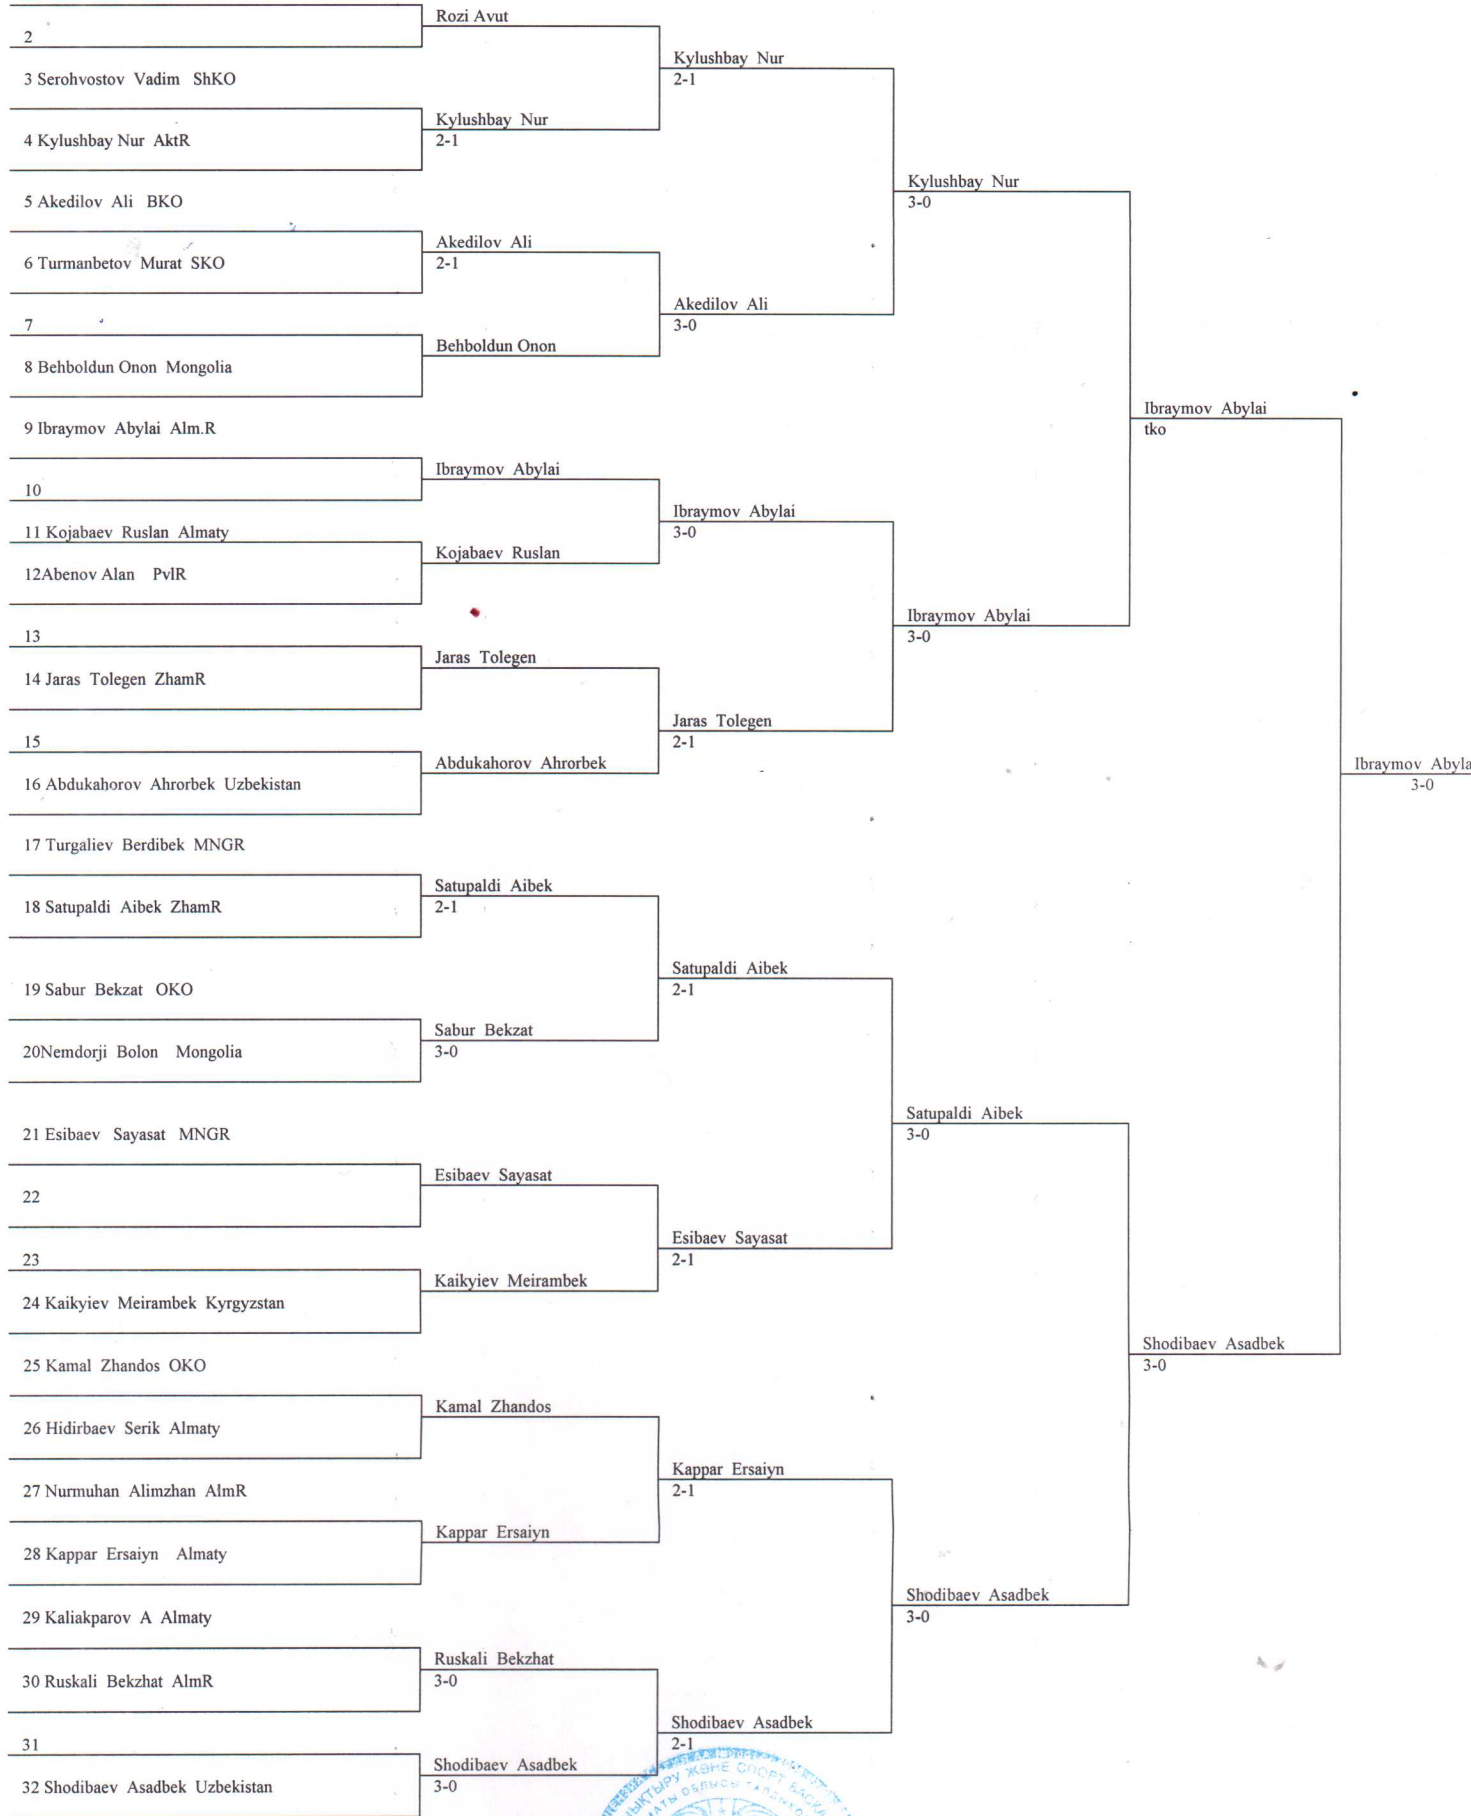 Rozi Avut
2
3 Serohvostov Vadim ShKO
4 Kylushbay Nur AktR
Kylushbay Nur
2-1
Kylushbay Nur
2-1
5 Akedilov Ali BKO
6 Turmanbetov Murat SKO
Akedilov Ali
2-1
7
8 Behboldun Onon Mongolia
Behboldun Onon
Akedilov Ali
3-0
Kylushbay Nur
3-0
9 Ibraymov Abylai Alm.R
10
Ibraymov Abylai
11 Kojabaev Ruslan Almaty
12Abenov Alan PvlR
Kojabaev Ruslan
Ibraymov Abylai
3-0
13
14 Jaras Tolegen ZhamR
Jaras Tolegen
15
16 Abdukahorov Ahrorbek Uzbekistan
Abdukahorov Ahrorbek
Jaras Tolegen
2-1
Ibraymov Abylai
3-0
Ibraymov Abylai
tko
17 Turgaliev Berdibek MNGR
18 Satupaldi Aibek ZhamR
Satupaldi Aibek
2-1
19 Sabur Bekzat OKO
20Nemdorji Bolon Mongolia
Sabur Bekzat
3-0
Satupaldi Aibek
2-1
21 Esibaev Sayasat MNGR
22
Esibaev Sayasat
23
24 Kaikyiev Meirambek Kyrgyzstan
Kaikyiev Meirambek
Esibaev Sayasat
2-1
Satupaldi Aibek
3-0
25 Kamal Zhandos OKO
26 Hidirbaev Serik Almaty
Kamal Zhandos
27 Nurmuhan Alimzhan AlmR
28 Kappar Ersaiyn Almaty
Kappar Ersaiyn
Kappar Ersaiyn
2-1
29 Kaliakparov A Almaty
30 Ruskali Bekzhat AlmR
Ruskali Bekzhat
3-0
31
32 Shodibaev Asadbek Uzbekistan
Shodibaev Asadbek
3-0
Shodibaev Asadbek
2-1
Shodibaev Asadbek
3-0
Shodibaev Asadbek
3-0
Ibraymov Abyla
3-0
ЖӘНЕ СПОРТ